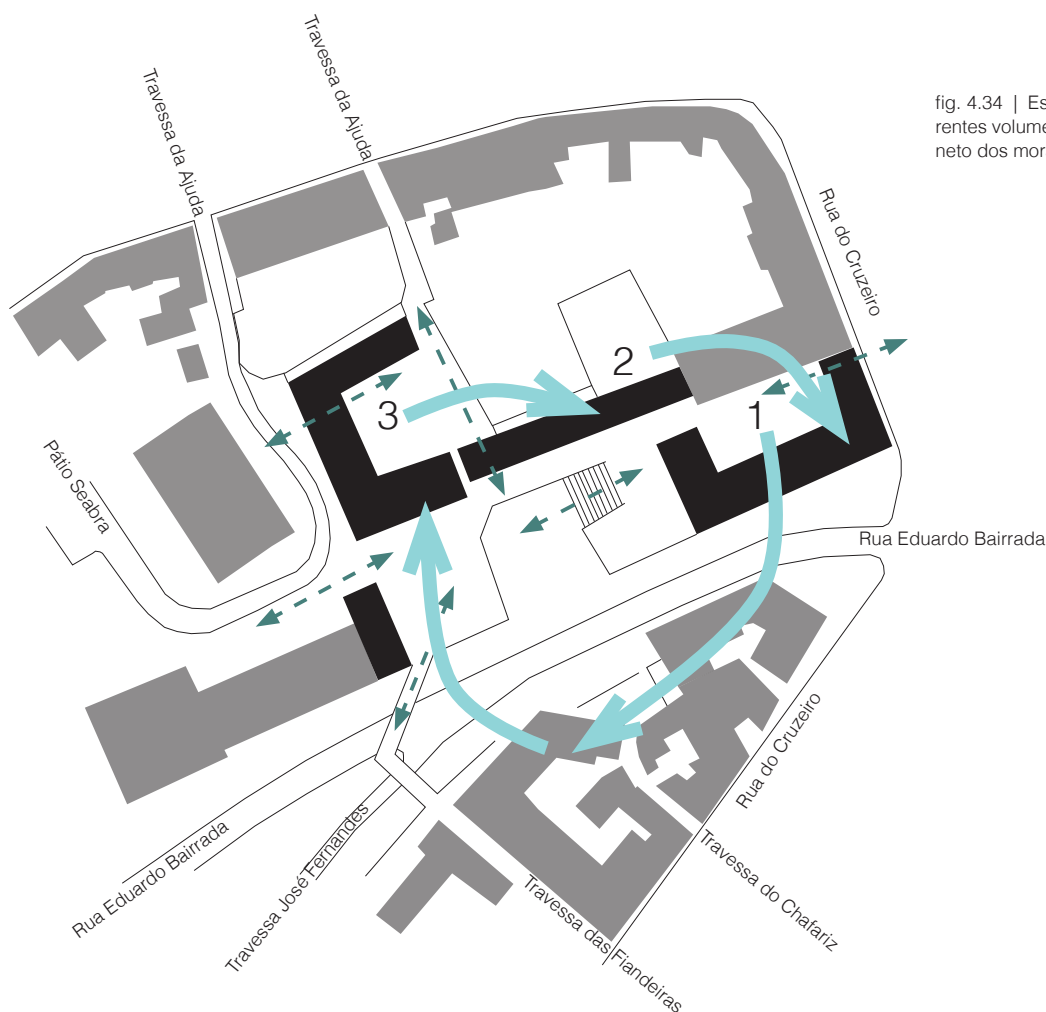 Travessa da Ajuda
Travessa da Ajuda
fig. 4.34 | Es
rentes volume
neto dos mor
Rua do Cruzeiro
2
1
3
Pátio Seabra
Rua Eduardo Bairrada
Rua do Cruzeiro
Rua Eduardo Bairrada
Travessa José Fernandes
Travessa do Chafariz
Travessa das Fiandeiras